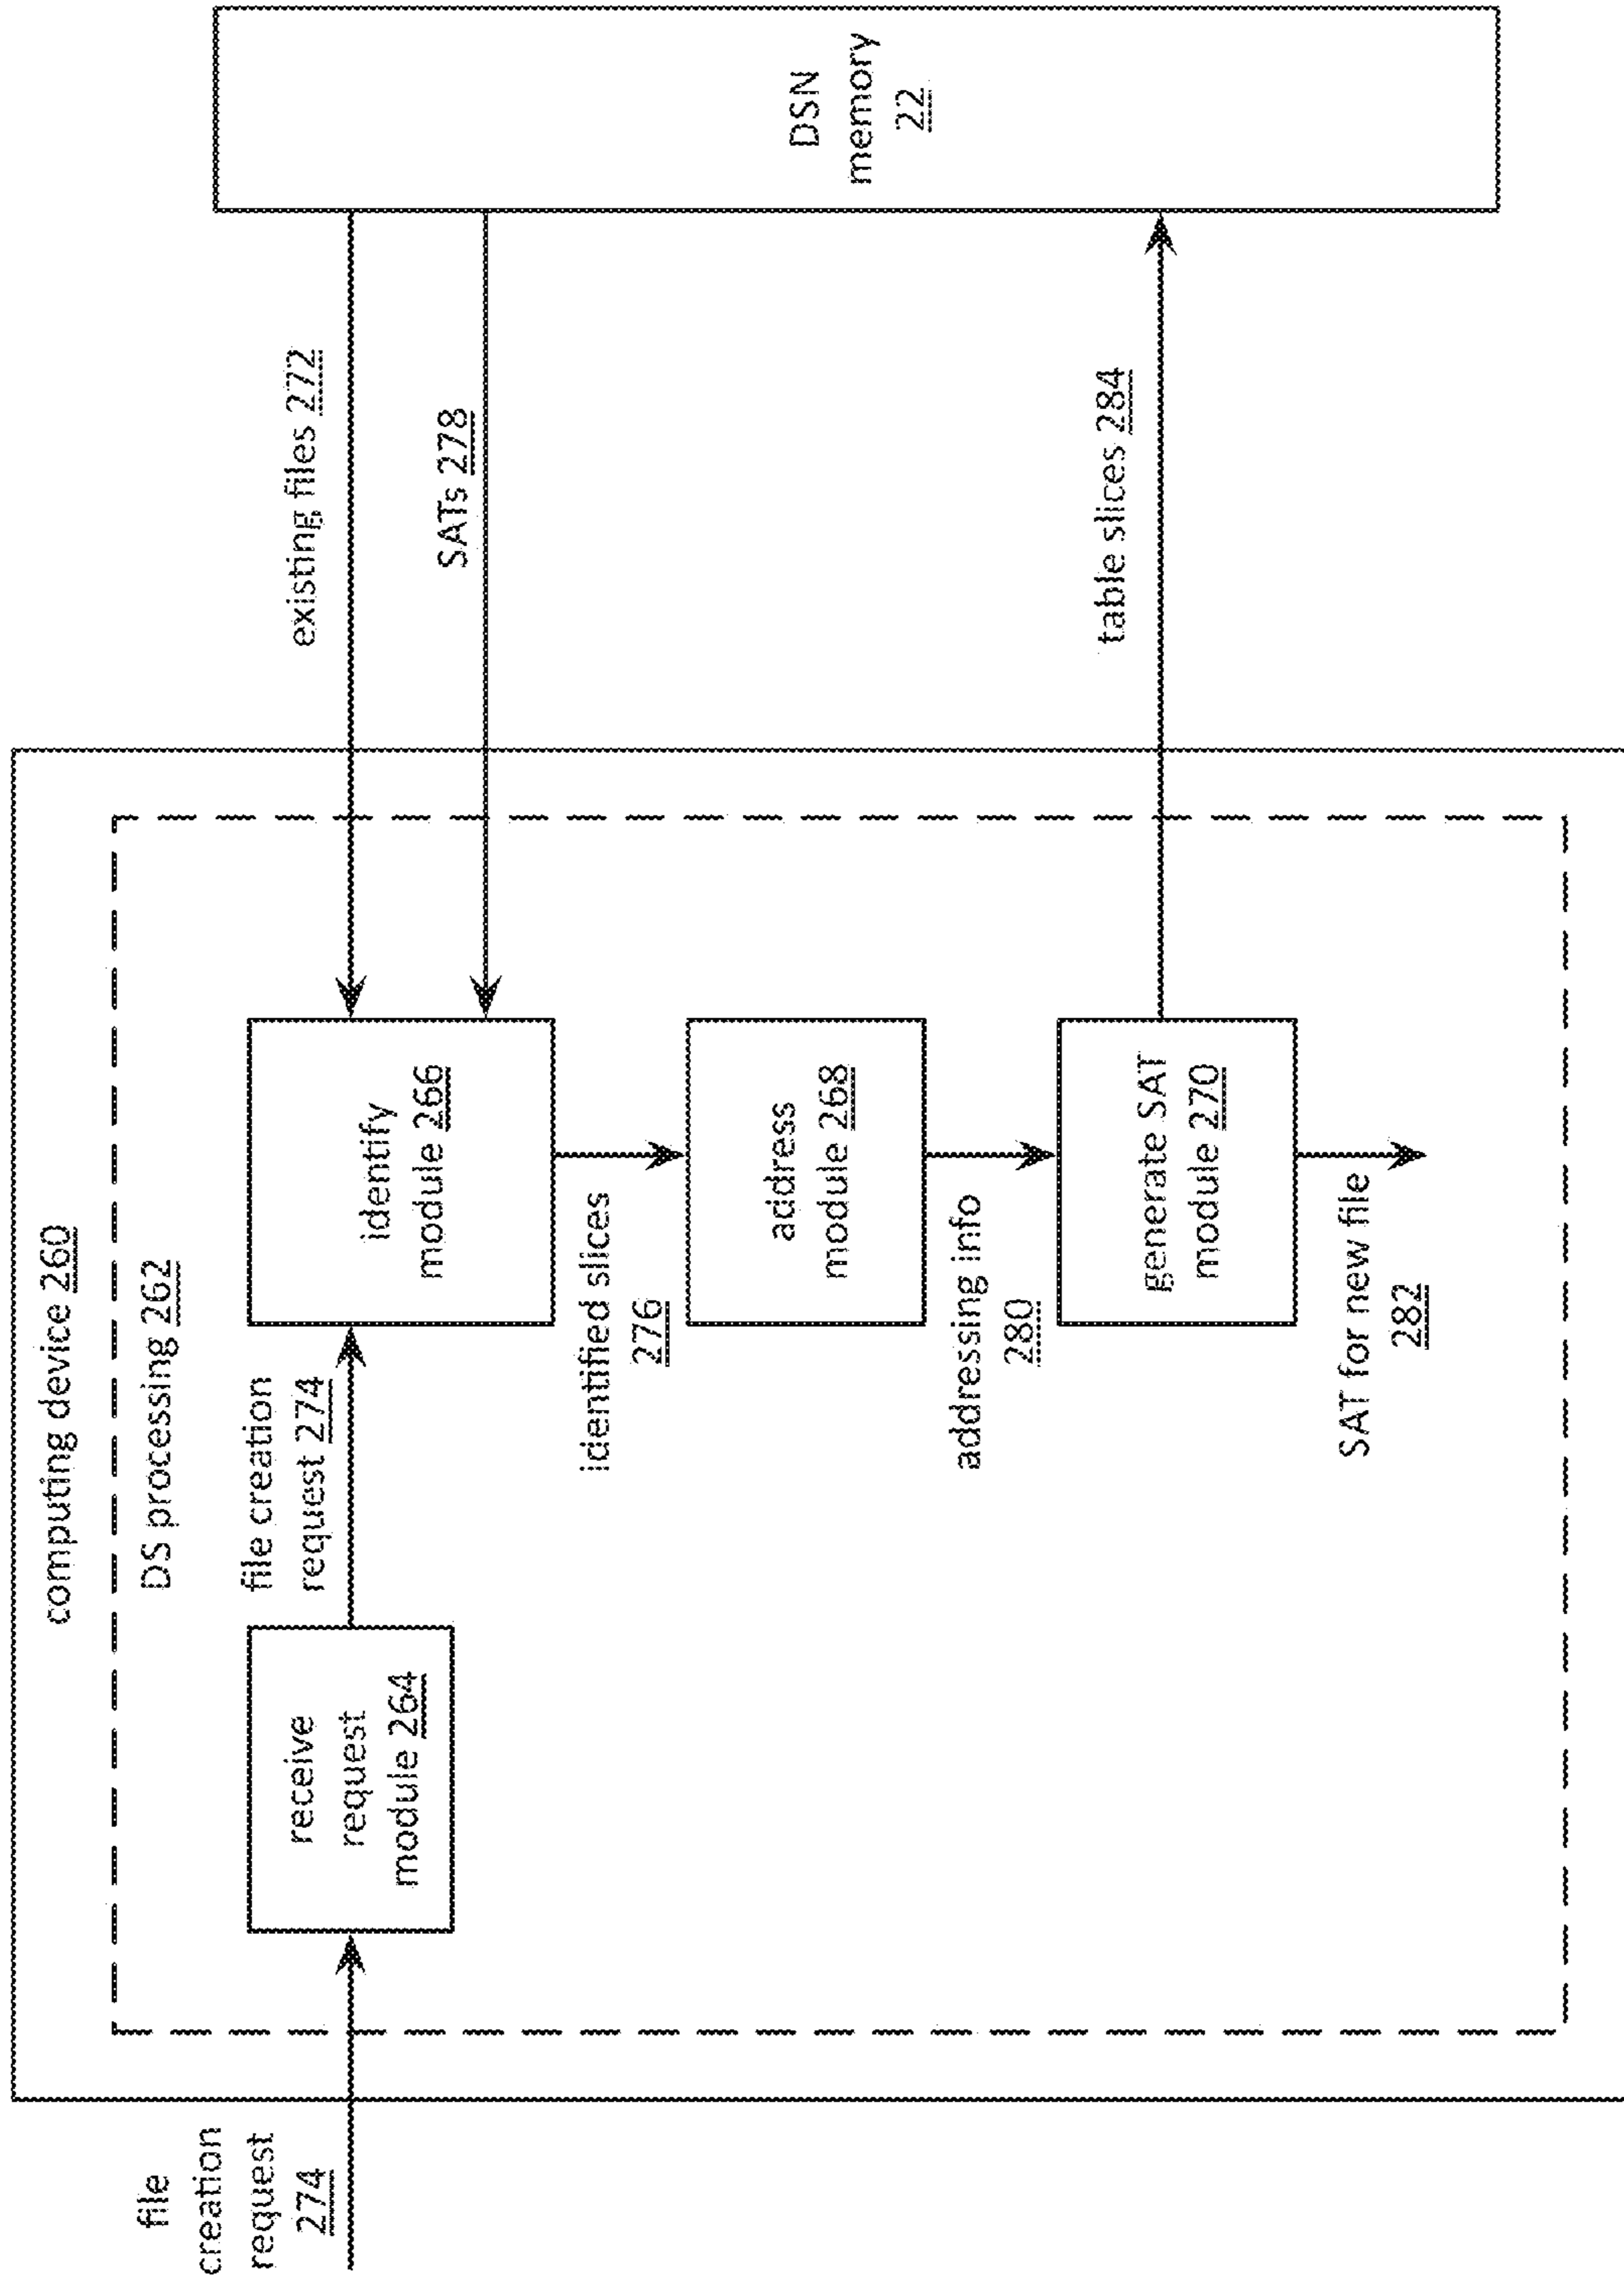 computing device 260
DS processing 262
file
creation
request
274
receive
request
module 264
file creation
request 274
identify
module 266
existing files 272
SATs 278
identified slices
276
address
module 268
addressing info
280
generate SAT
module 270
table slices 284
SAT for new file
282
DSN
memory
22